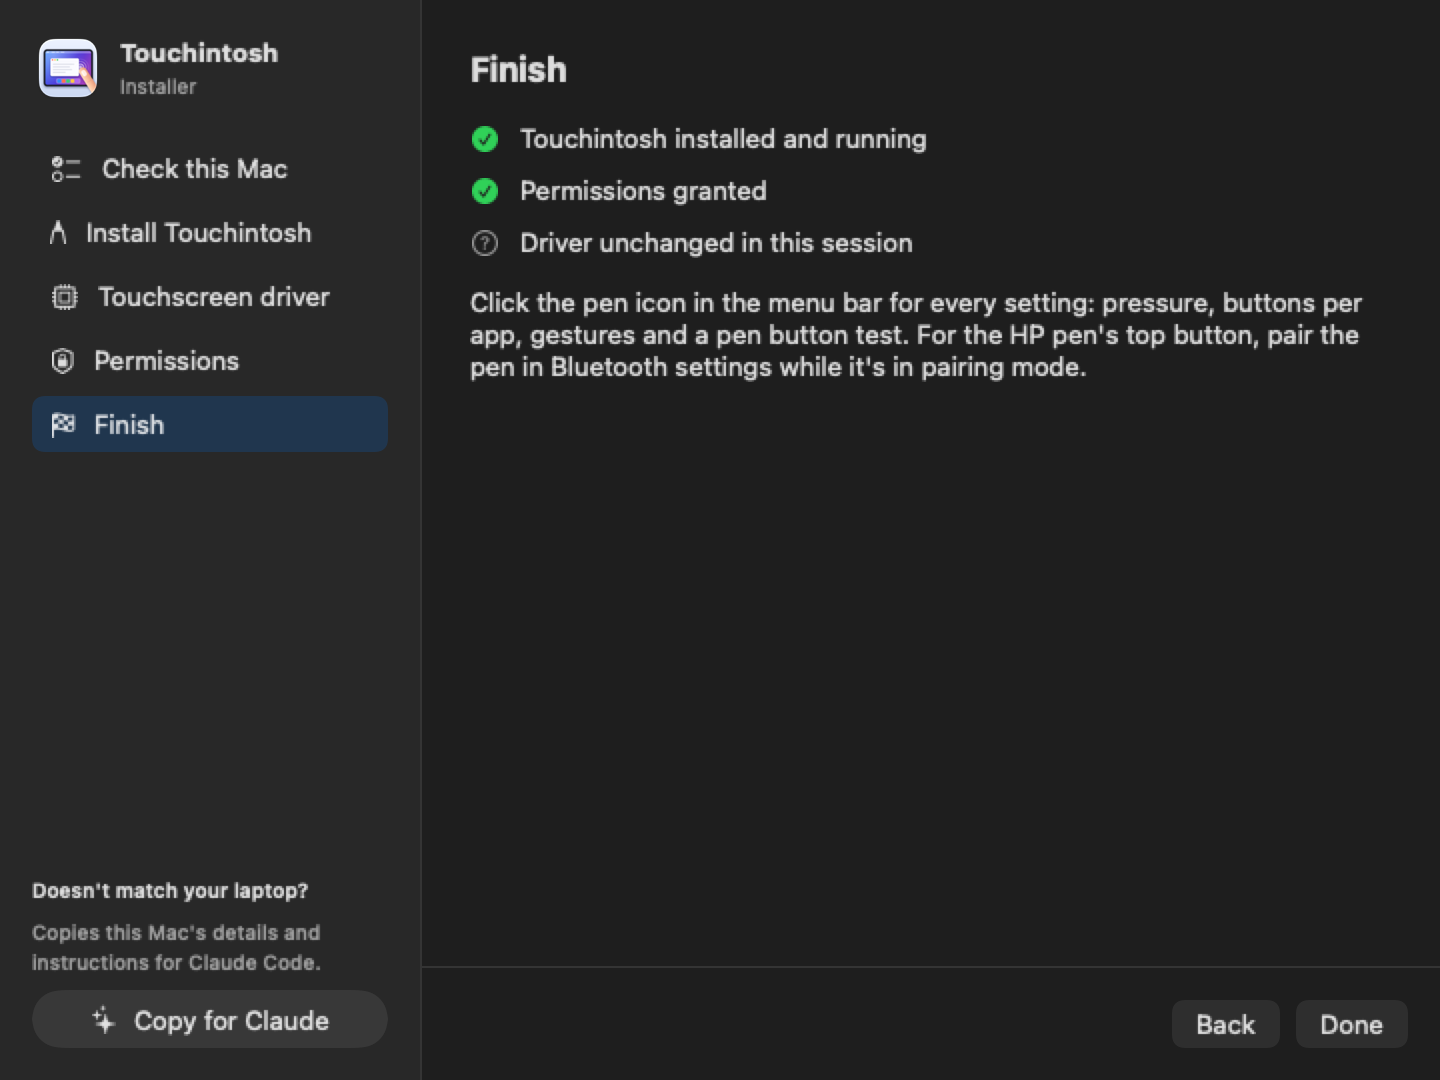 Touchintosh
Installer
Check this Mac
Install Touchintosh
Touchscreen driver
Permissions
Finish
Doesn't match your laptop?
Copies this Mac's details and
instructions for Claude Code.
Copy for Claude
Finish
Touchintosh installed and running
Permissions granted
Driver unchanged in this session
Click the pen icon in the menu bar for every setting: pressure, buttons per
app, gestures and a pen button test. For the HP pen's top button, pair the
pen in Bluetooth settings while it's in pairing mode.
Back
Done